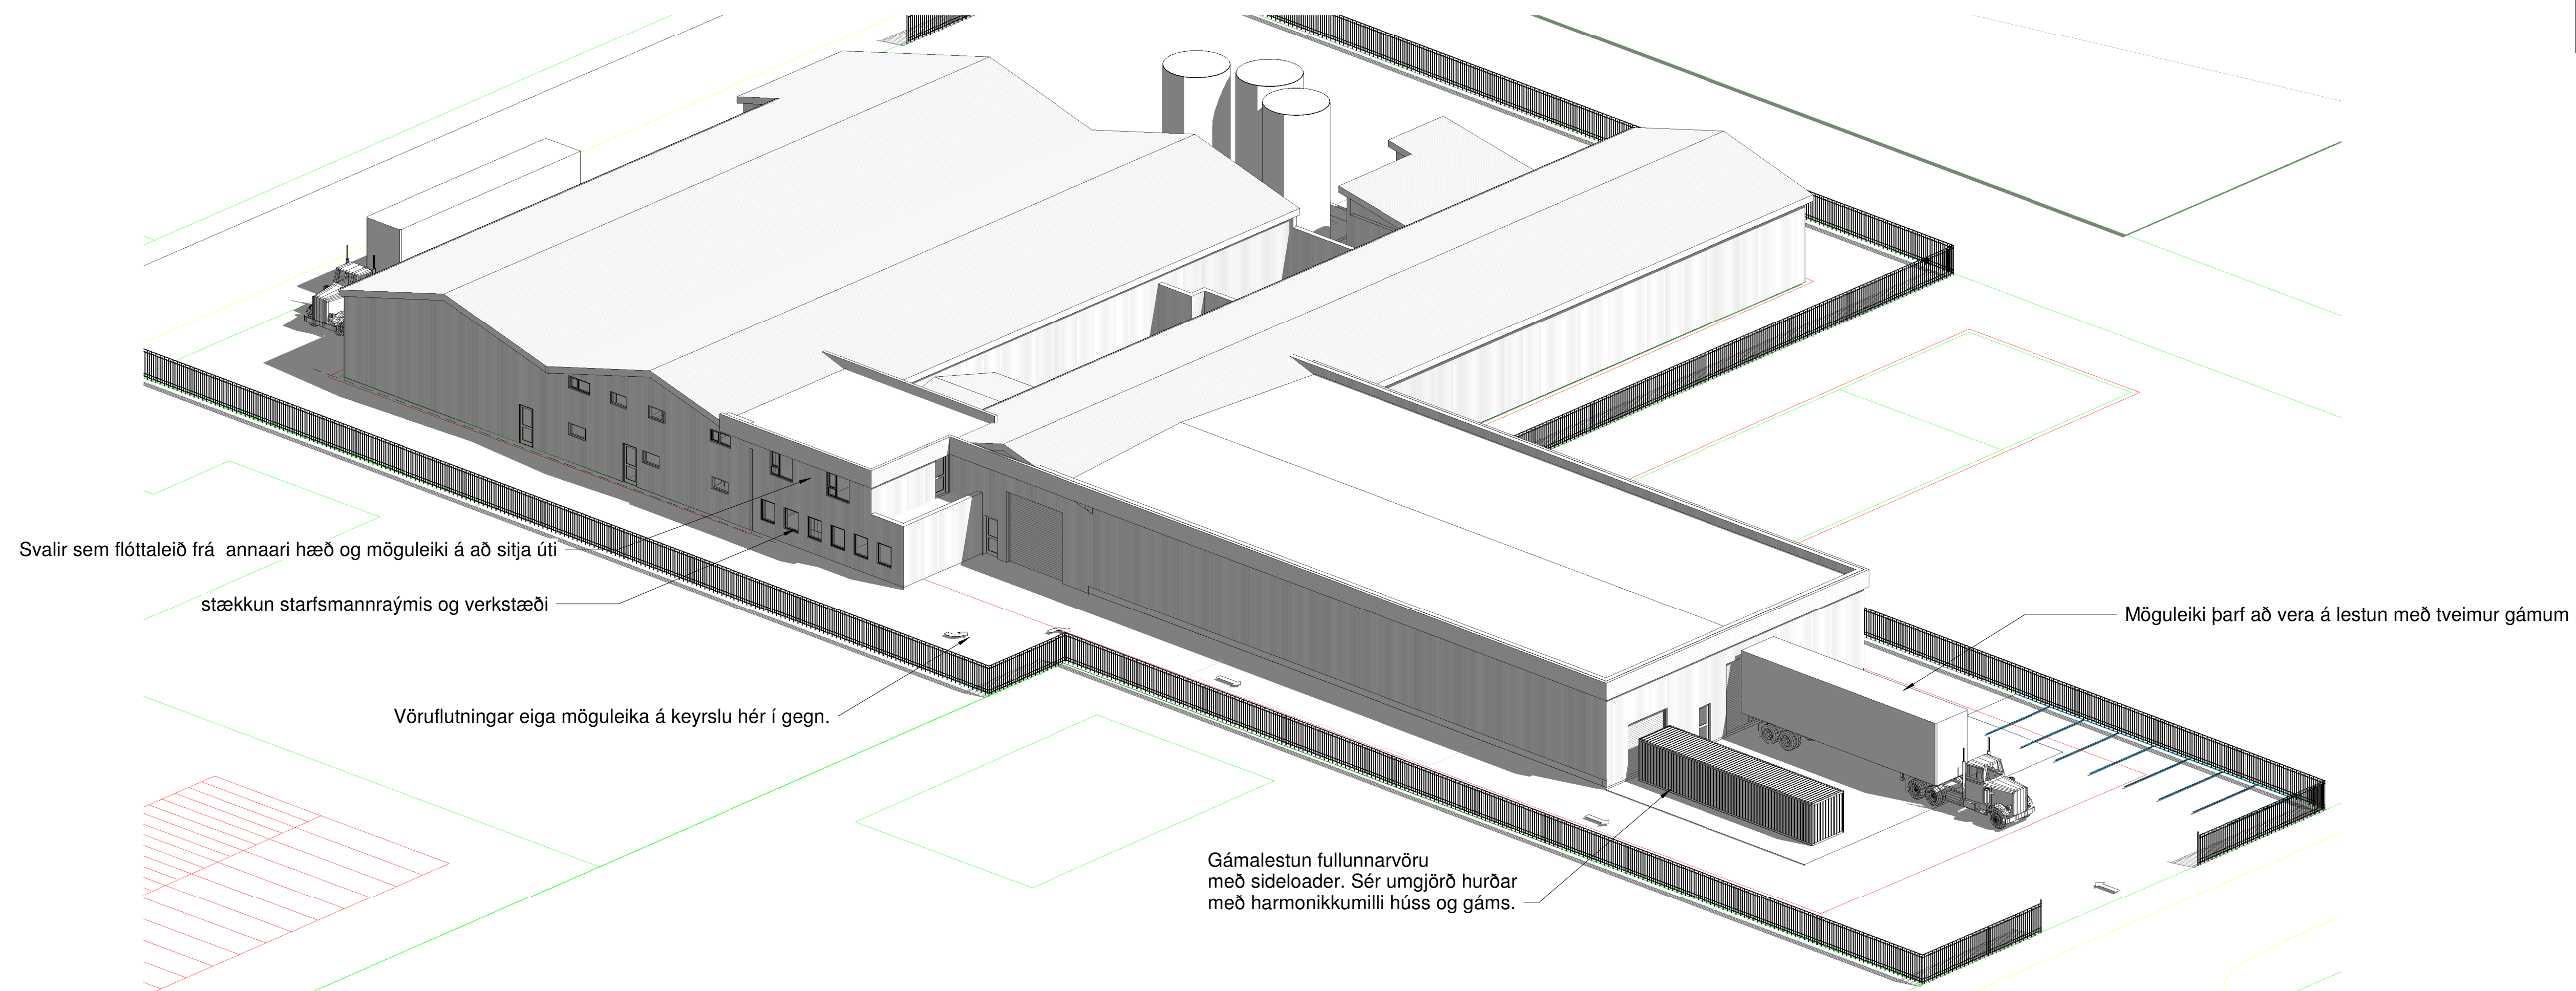 Svalir sem flóttaleið frá  annaari hæð og möguleiki á að sitja úti
stækkun starfsmannraýmis og verkstæði
Möguleiki þarf að vera á lestun með tveimur gámum
Vöruflutningar eiga möguleika á keyrslu hér í gegn.
Gámalestun fullunnarvöru
með sideloader. Sér umgjörð hurðar
með harmonikkumilli húss og gáms.